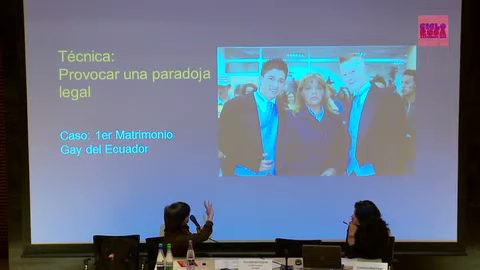 Técnica:
Provocar una paradoja
legal
Caso: 1er Matrimonio
Gay del Ecuador